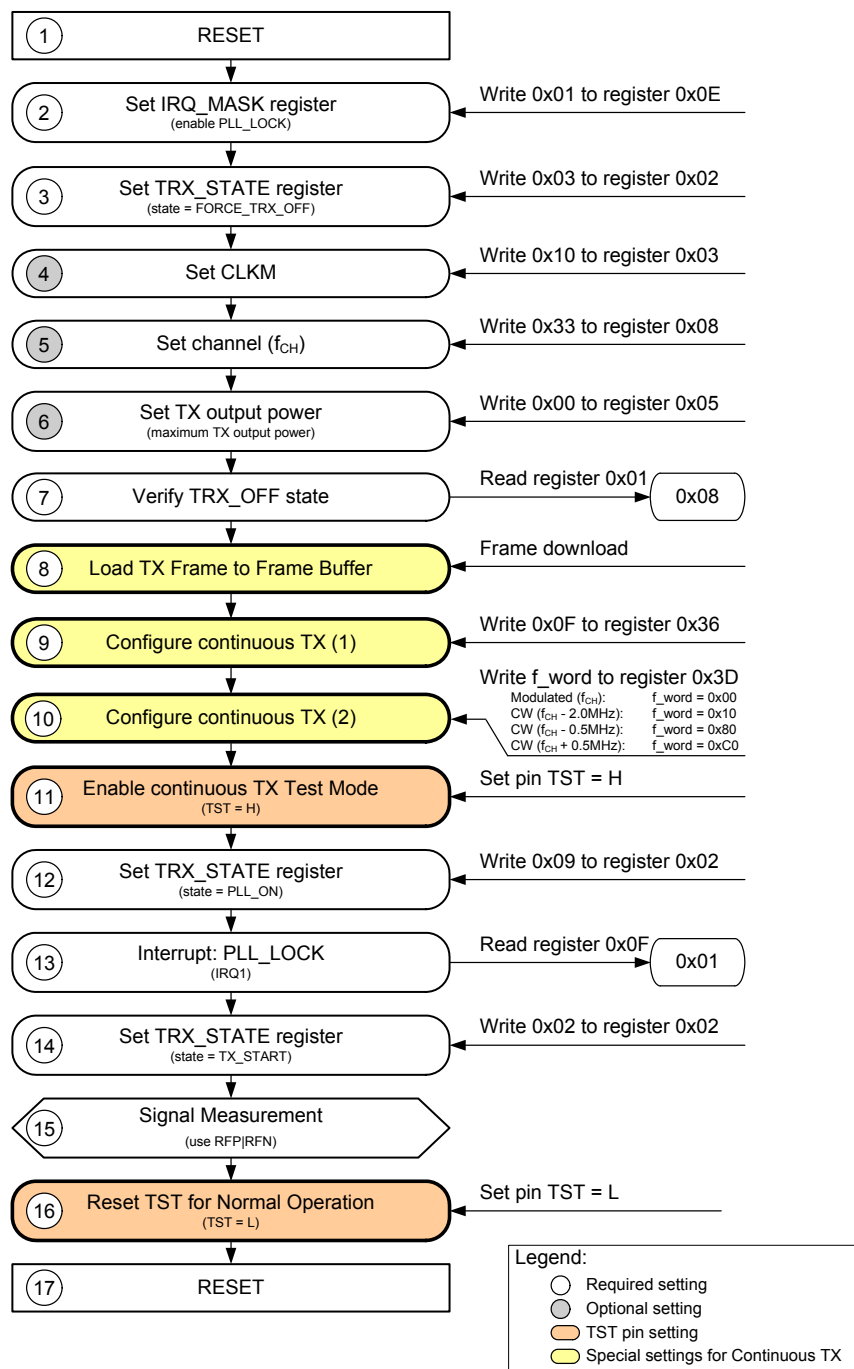 1 RESET
2 Set IRQ_MASK register
(enable PLL_LOCK)
Write 0x01 to register 0x0E
3 Set TRX_STATE register
(state = FORCE_TRX_OFF)
Write 0x03 to register 0x02
4 Set CLKM
Write 0x10 to register 0x03
5 Set channel (fCH)
Write 0x33 to register 0x08
6 Set TX output power
(maximum TX output power)
Write 0x00 to register 0x05
7 Verify TRX_OFF state
Read register 0x01
0x08
8 Load TX Frame to Frame Buffer
Frame download
9 Configure continuous TX (1)
Write 0x0F to register 0x36
10 Configure continuous TX (2)
Write f_word to register 0x3D
Modulated (fCH): f_word = 0x00
CW (fCH - 2.0MHz): f_word = 0x10
CW (fCH - 0.5MHz): f_word = 0x80
CW (fCH + 0.5MHz): f_word = 0xC0
11 Enable continuous TX Test Mode
(TST = H)
Set pin TST = H
12 Set TRX_STATE register
(state = PLL_ON)
Write 0x09 to register 0x02
13 Interrupt: PLL_LOCK
(IRQ1)
Read register 0x0F
0x01
14 Set TRX_STATE register
(state = TX_START)
Write 0x02 to register 0x02
15 Signal Measurement
(use RFP|RFN)
16 Reset TST for Normal Operation
(TST = L)
Set pin TST = L
17 RESET
Legend:
Required setting
Optional setting
TST pin setting
Special settings for Continuous TX